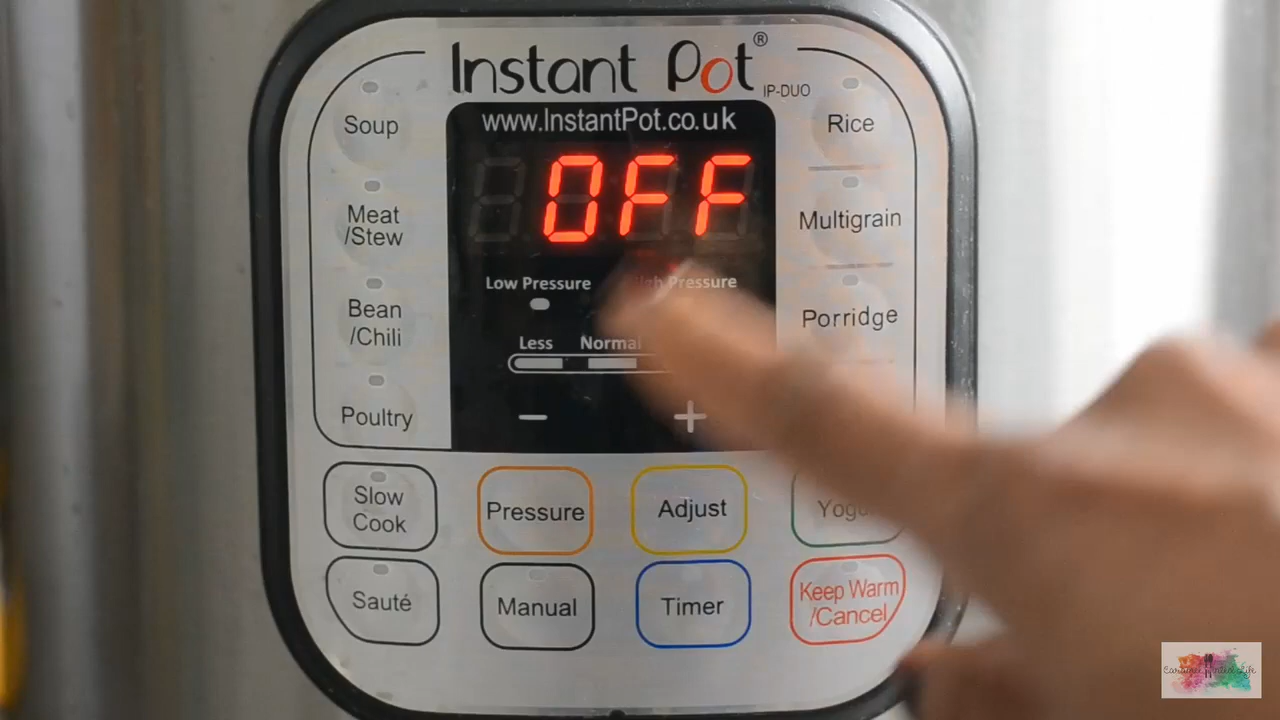 Instant Pot®
IP-DUO
www.InstantPot.co.uk
OFF
Soup
Meat
/Stew
Bean
/Chili
Poultry
Low Pressure
Pressure
Less
Normal
−
+
Rice
Multigrain
Porridge
Slow
Cook
Pressure
Adjust
Sauté
Manual
Timer
Keep Warm
/Cancel